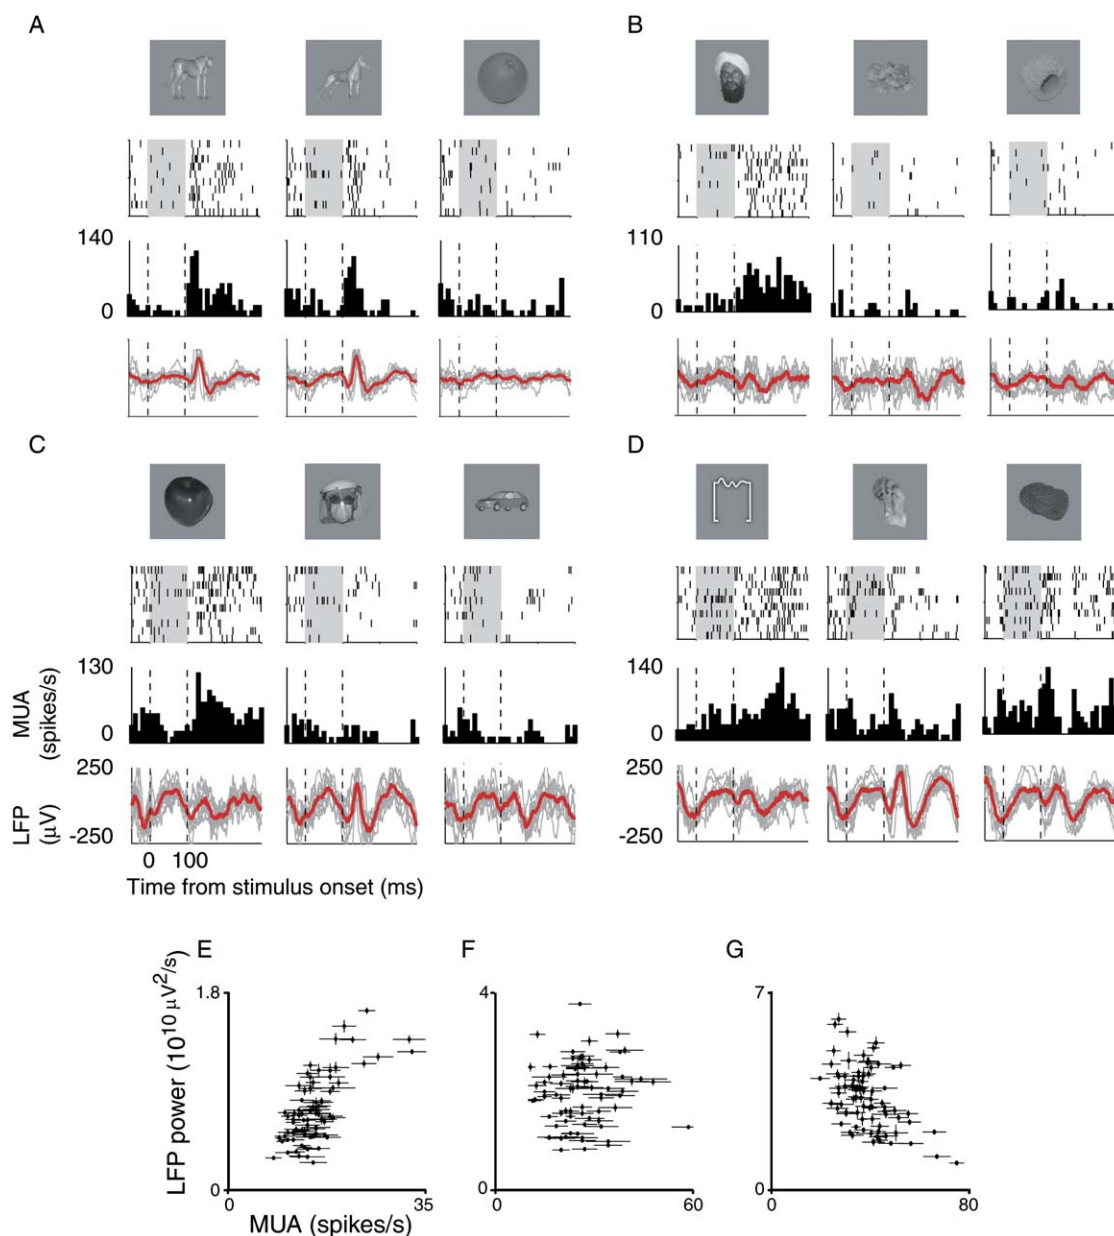 A
B
140
0
110
0
C
D
MUA
(spikes/s)
130
0
140
0
LFP
(μV)
250
-250
250
-250
0 100
Time from stimulus onset (ms)
E
F
G
LFP power (10¹⁰ μV²/s)
1.8
0
4
0
7
0
0 35
0 60
0 80
MUA (spikes/s)